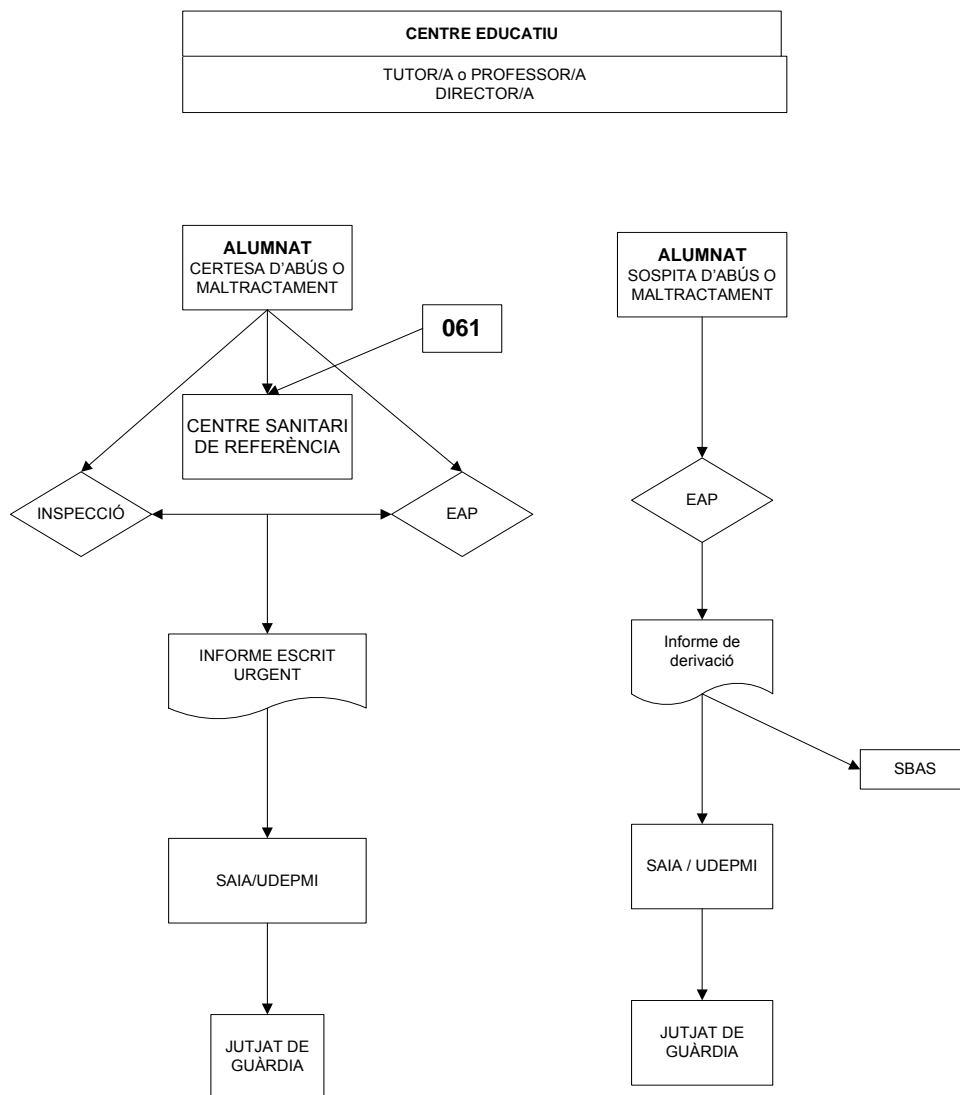 CENTRE EDUCATIU
TUTOR/A o PROFESSOR/A
DIRECTOR/A
ALUMNAT
CERTESA D'ABÚS O
MALTRACTAMENT
061
CENTRE SANITARI
DE REFERÈNCIA
INSPECCIÓ
EAP
INFORME ESCRIT
URGENT
SAIA/UDEPMI
JUTJAT DE
GUÀRDIA
ALUMNAT
SOSPITA D'ABÚS O
MALTRACTAMENT
EAP
Informe de
derivació
SBAS
SAIA / UDEPMI
JUTJAT DE
GUÀRDIA